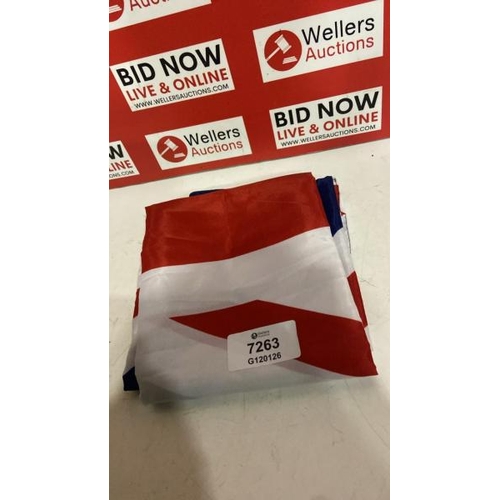 Auctions
BID NOW
LIVE & ONLINE
WWW.WELLERSAUCTIONS.COM
Wellers
Auctions
Wellers
Auctions
BID NOW
LIVE & ONLINE
WWW.WELLERSAUCTIONS.COM
7263
G120126